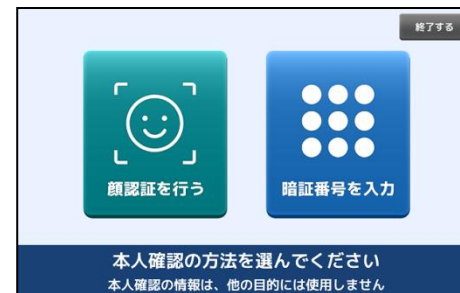 終了する
顔認証を行う
暗証番号を入力
本人確認の方法を選んでください
本人確認の情報は、他の目的には使用しません